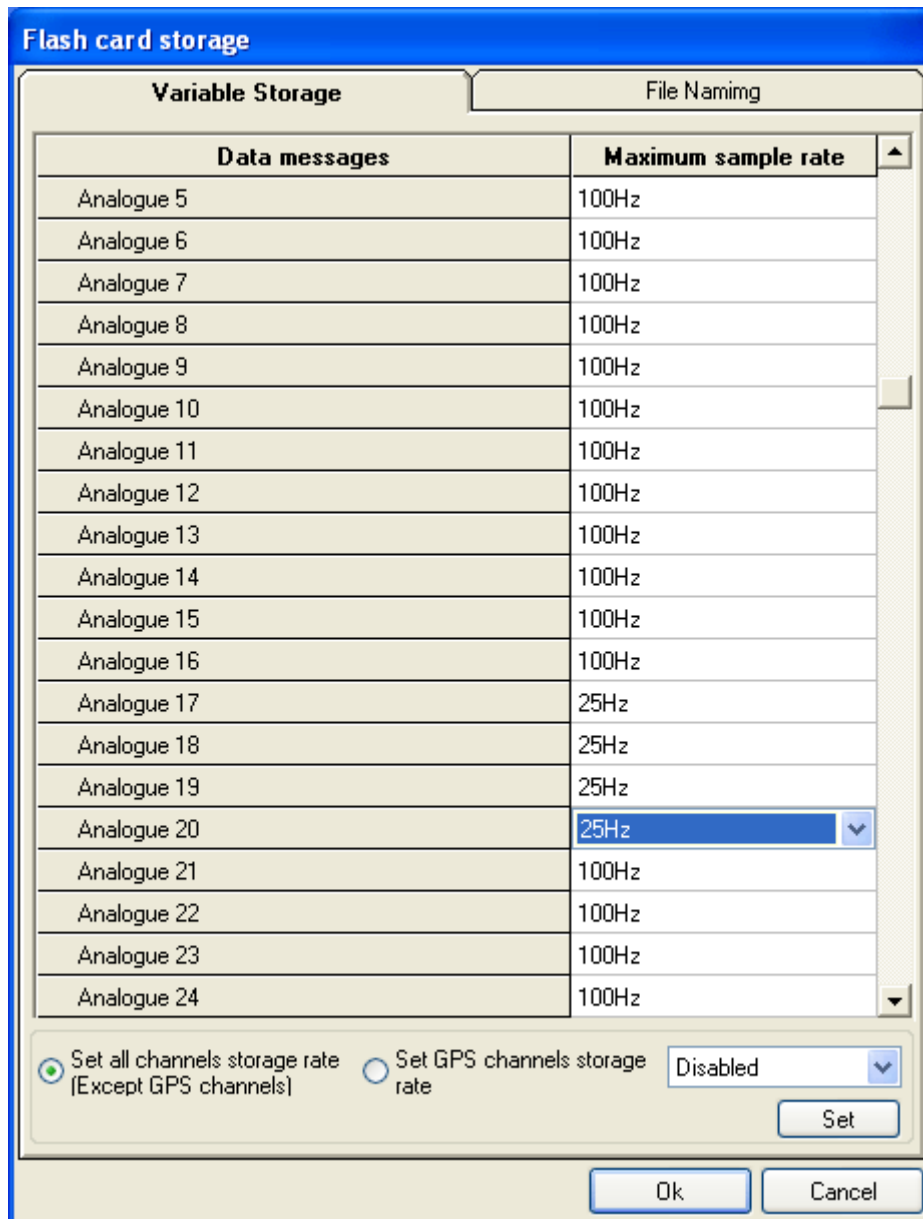 Flash card storage
Variable Storage
File Namimg
Data messages Maximum sample rate
Analogue 5 100Hz
Analogue 6 100Hz
Analogue 7 100Hz
Analogue 8 100Hz
Analogue 9 100Hz
Analogue 10 100Hz
Analogue 11 100Hz
Analogue 12 100Hz
Analogue 13 100Hz
Analogue 14 100Hz
Analogue 15 100Hz
Analogue 16 100Hz
Analogue 17 25Hz
Analogue 18 25Hz
Analogue 19 25Hz
Analogue 20 25Hz
Analogue 21 100Hz
Analogue 22 100Hz
Analogue 23 100Hz
Analogue 24 100Hz
Set all channels storage rate
(Except GPS channels)
Set GPS channels storage
rate
Disabled
Set
Ok
Cancel